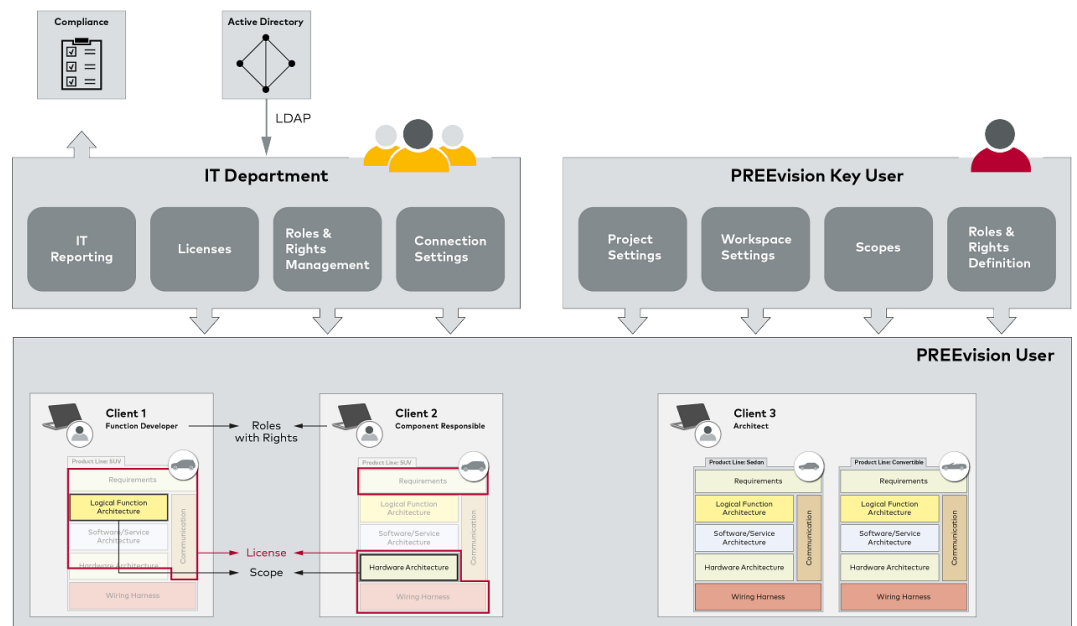 Compliance
Active Directory
LDAP
IT Department
IT
Reporting
Licenses
Roles &
Rights
Management
Connection
Settings
PREEvision Key User
Project
Settings
Workspace
Settings
Scopes
Roles &
Rights
Definition
PREEvision User
Client 1
Function Developer
Roles
with Rights
Client 2
Component Responsible
Client 3
Architect
Product Line: SUV
Requirements
Logical Function
Architecture
Software/Service
Architecture
Hardware Architecture
Communication
Wiring Harness
License
Scope
Product Line: SUV
Requirements
Logical Function
Architecture
Software/Service
Architecture
Hardware Architecture
Communication
Wiring Harness
Product Line: Sedan
Requirements
Logical Function
Architecture
Software/Service
Architecture
Hardware Architecture
Communication
Wiring Harness
Product Line: Convertible
Requirements
Logical Function
Architecture
Software/Service
Architecture
Hardware Architecture
Communication
Wiring Harness